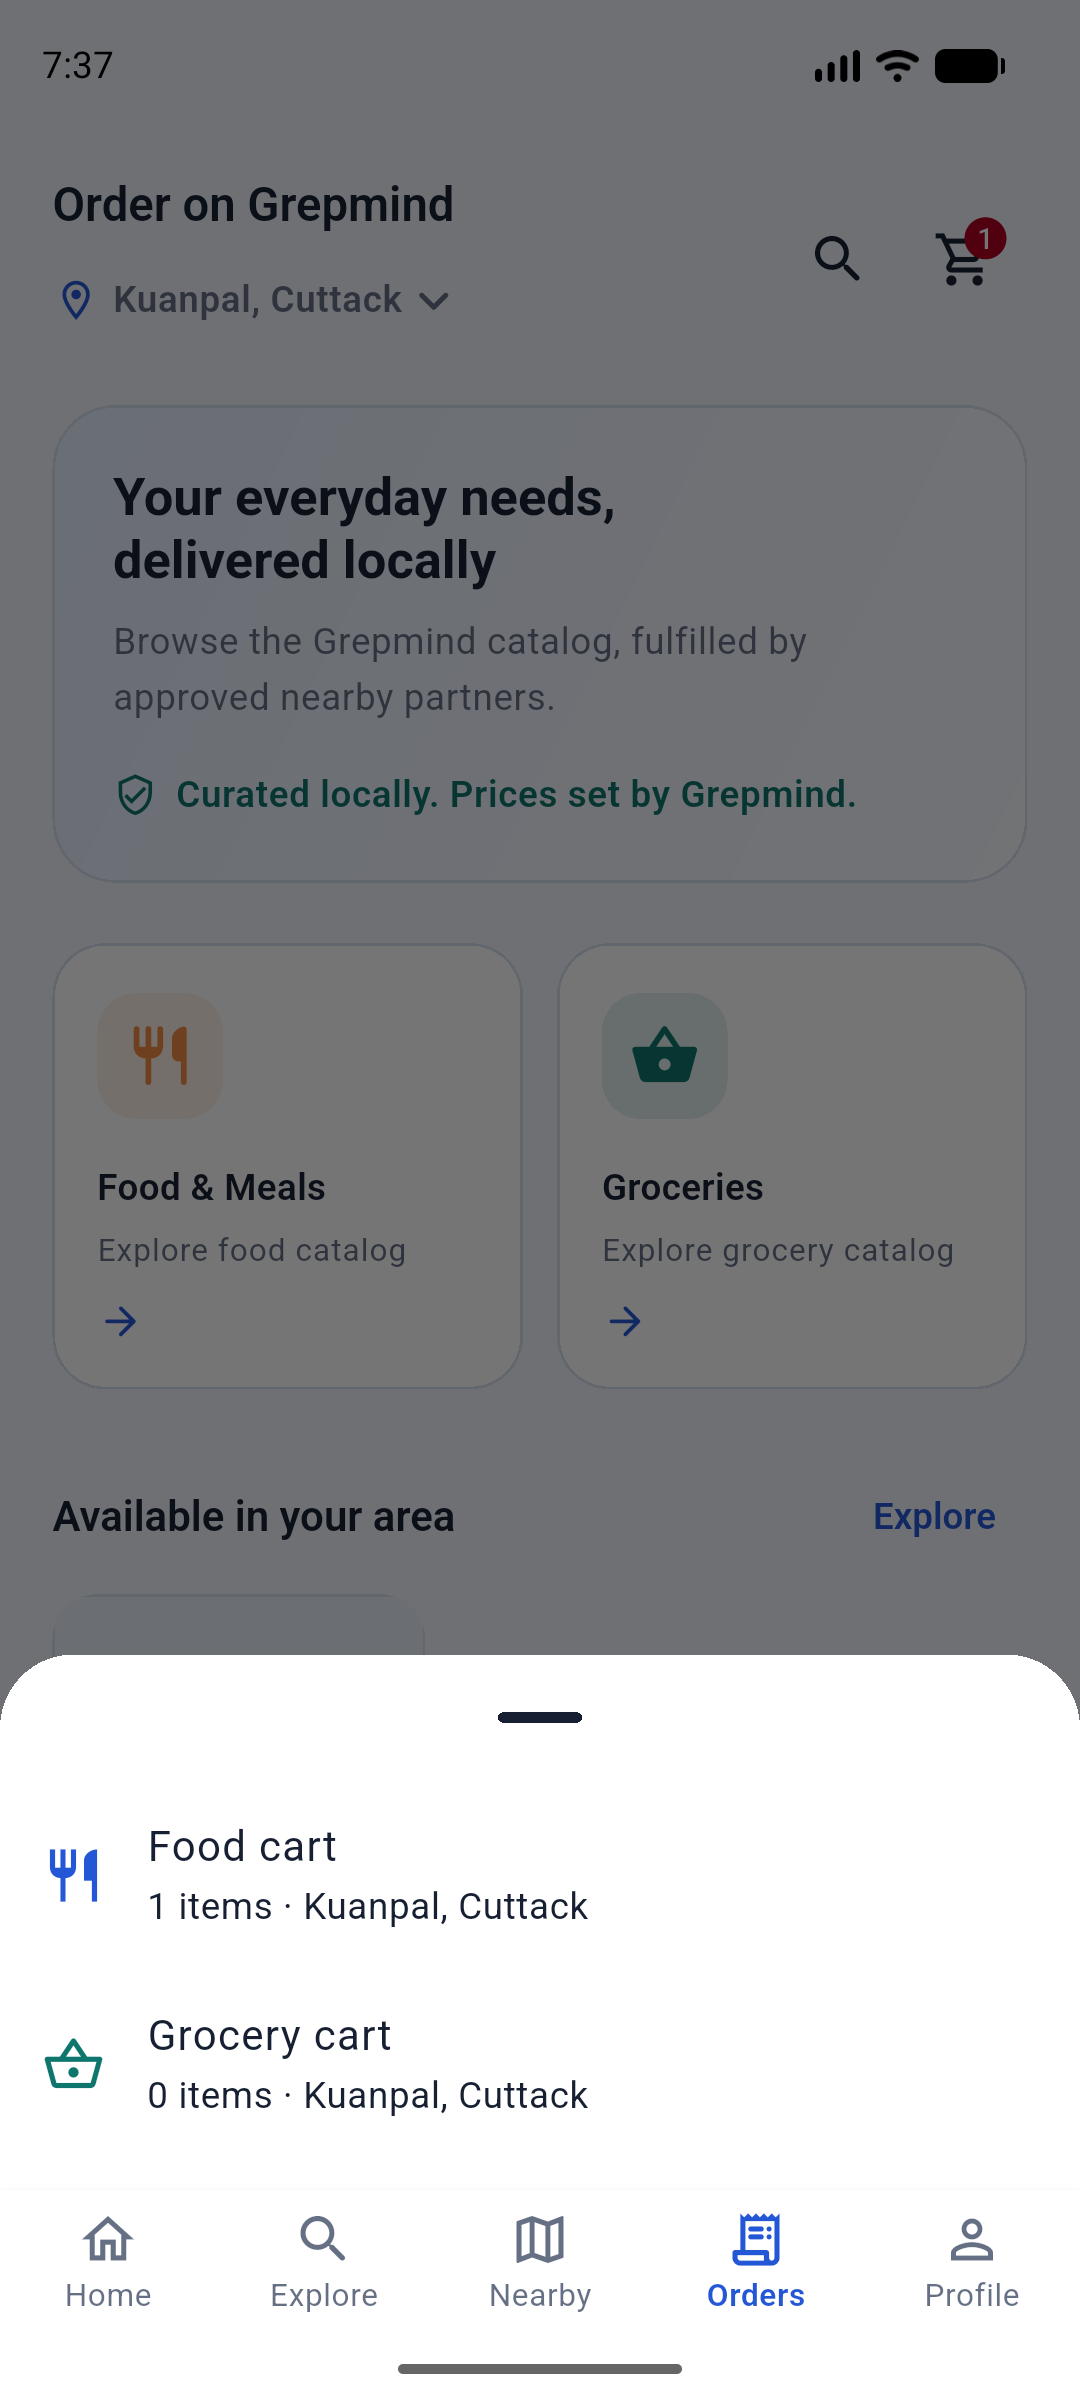 7:37
Order on Grepmind
1
Kuanpal, Cuttack
Your everyday needs,
delivered locally
Browse the Grepmind catalog, fulfilled by
approved nearby partners.
Curated locally. Prices set by Grepmind.
Food & Meals
Explore food catalog
Groceries
Explore grocery catalog
Available in your area
Explore
Food cart
1 items · Kuanpal, Cuttack
Grocery cart
0 items · Kuanpal, Cuttack
Home
Explore
Nearby
Orders
Profile